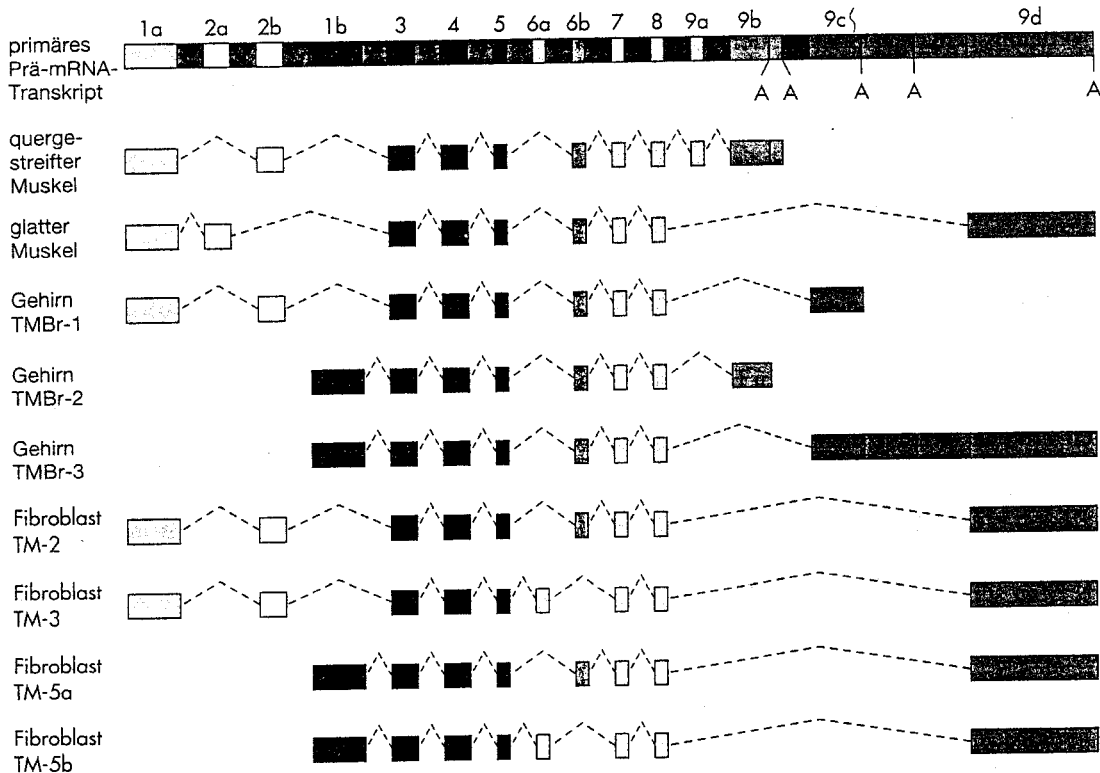 1a 2a 2b 1b 3 4 5 6a 6b 7 8 9a 9b 9c 9d
primäres
Prä-mRNA-
Transkript
A A A A A
querge-
streifter
Muskel
glatter
Muskel
Gehirn
TMBr-1
Gehirn
TMBr-2
Gehirn
TMBr-3
Fibroblast
TM-2
Fibroblast
TM-3
Fibroblast
TM-5a
Fibroblast
TM-5b